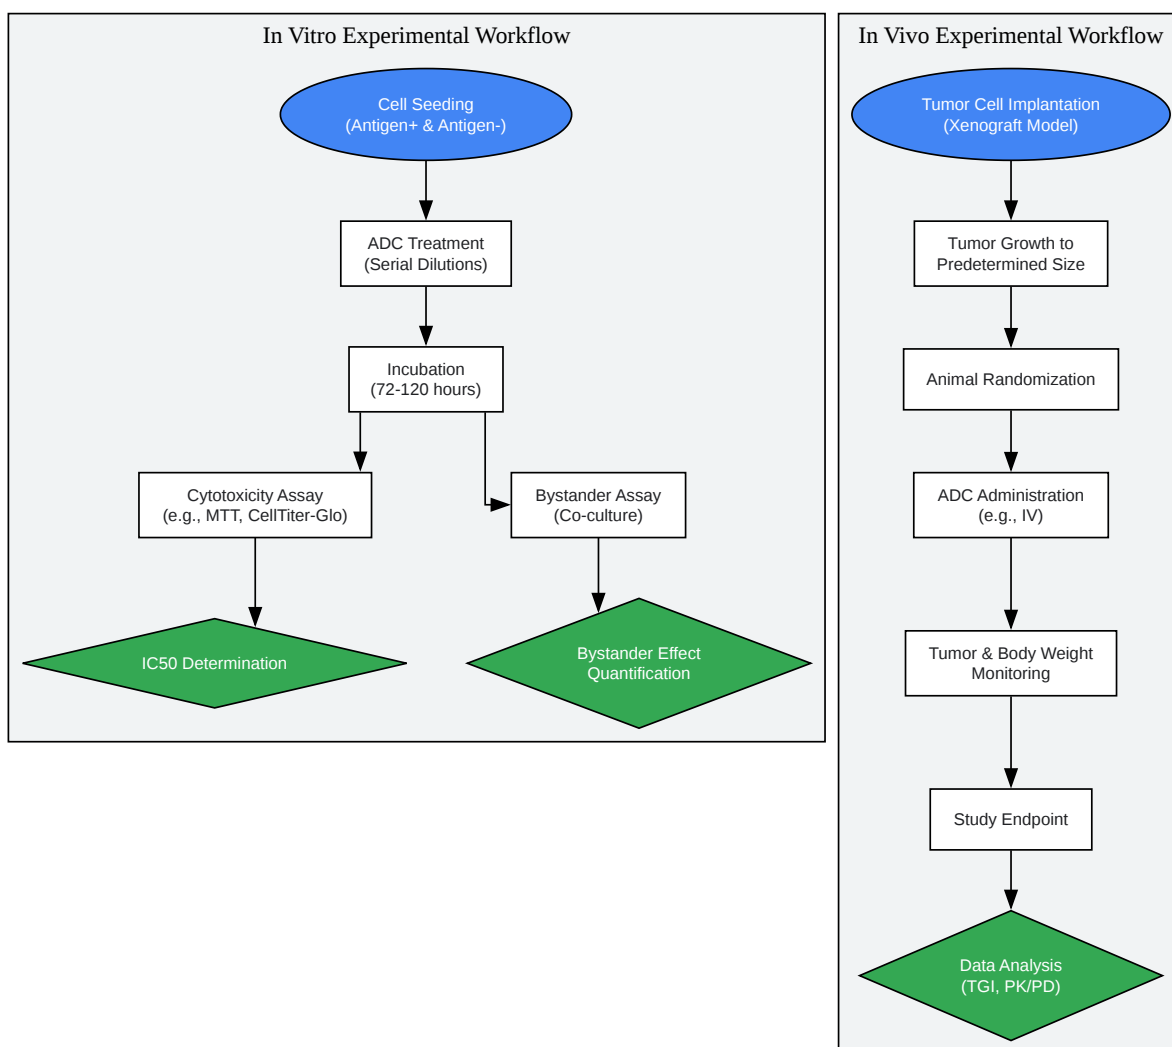 In Vitro Experimental Workflow
Cell Seeding
(Antigen+ & Antigen-)
ADC Treatment
(Serial Dilutions)
Incubation
(72-120 hours)
Cytotoxicity Assay
(e.g., MTT, CellTiter-Glo)
Bystander Assay
(Co-culture)
IC50 Determination
Bystander Effect
Quantification
In Vivo Experimental Workflow
Tumor Cell Implantation
(Xenograft Model)
Tumor Growth to
Predetermined Size
Animal Randomization
ADC Administration
(e.g., IV)
Tumor & Body Weight
Monitoring
Study Endpoint
Data Analysis
(TGI, PK/PD)